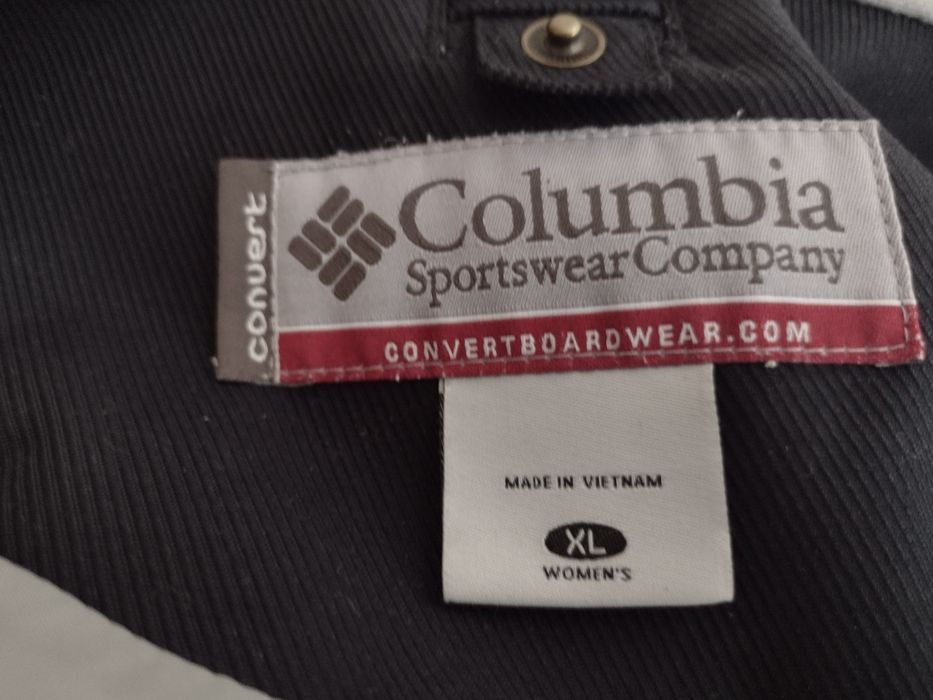 convert
Columbia
Sportswear Company
CONVERTBOARDWEAR.COM
MADE IN VIETNAM
XL
WOMEN'S